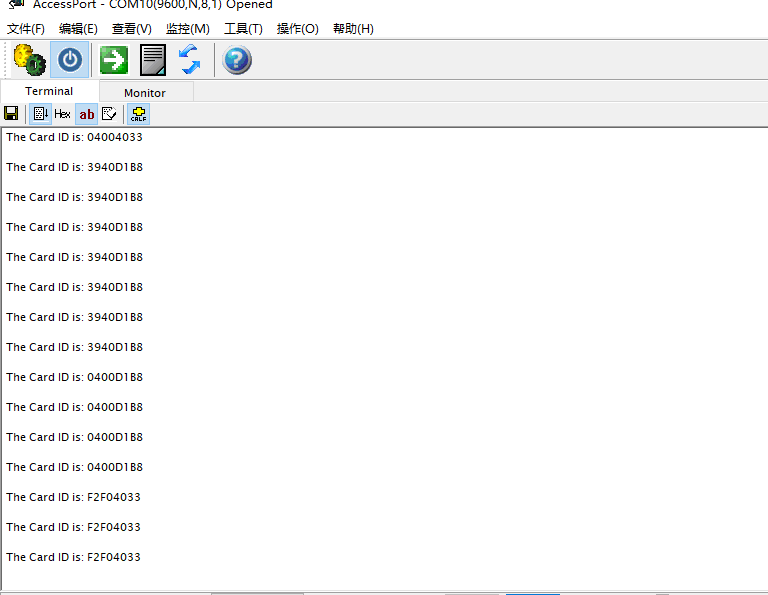 AccessPort - COM10(9600,N,8,1) Opened
文件(F) 编辑(E) 查看(V) 监控(M) 工具(T) 操作(O) 帮助(H)
Terminal Monitor
Hex ab CRLF
The Card ID is: 04004033
The Card ID is: 3940D1B8
The Card ID is: 3940D1B8
The Card ID is: 3940D1B8
The Card ID is: 3940D1B8
The Card ID is: 3940D1B8
The Card ID is: 3940D1B8
The Card ID is: 3940D1B8
The Card ID is: 0400D1B8
The Card ID is: 0400D1B8
The Card ID is: 0400D1B8
The Card ID is: 0400D1B8
The Card ID is: F2F04033
The Card ID is: F2F04033
The Card ID is: F2F04033